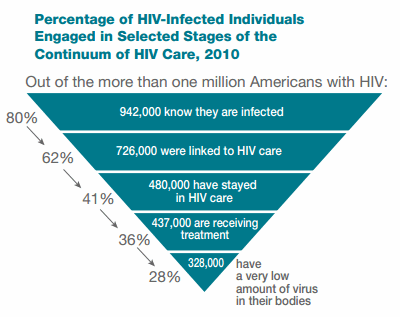 Percentage of HIV-Infected Individuals
Engaged in Selected Stages of the
Continuum of HIV Care, 2010
Out of the more than one million Americans with HIV:
80%
942,000 know they are infected
62%
726,000 were linked to HIV care
41%
480,000 have stayed
in HIV care
36%
437,000 are receiving
treatment
28%
328,000 have
a very low
amount of virus
in their bodies